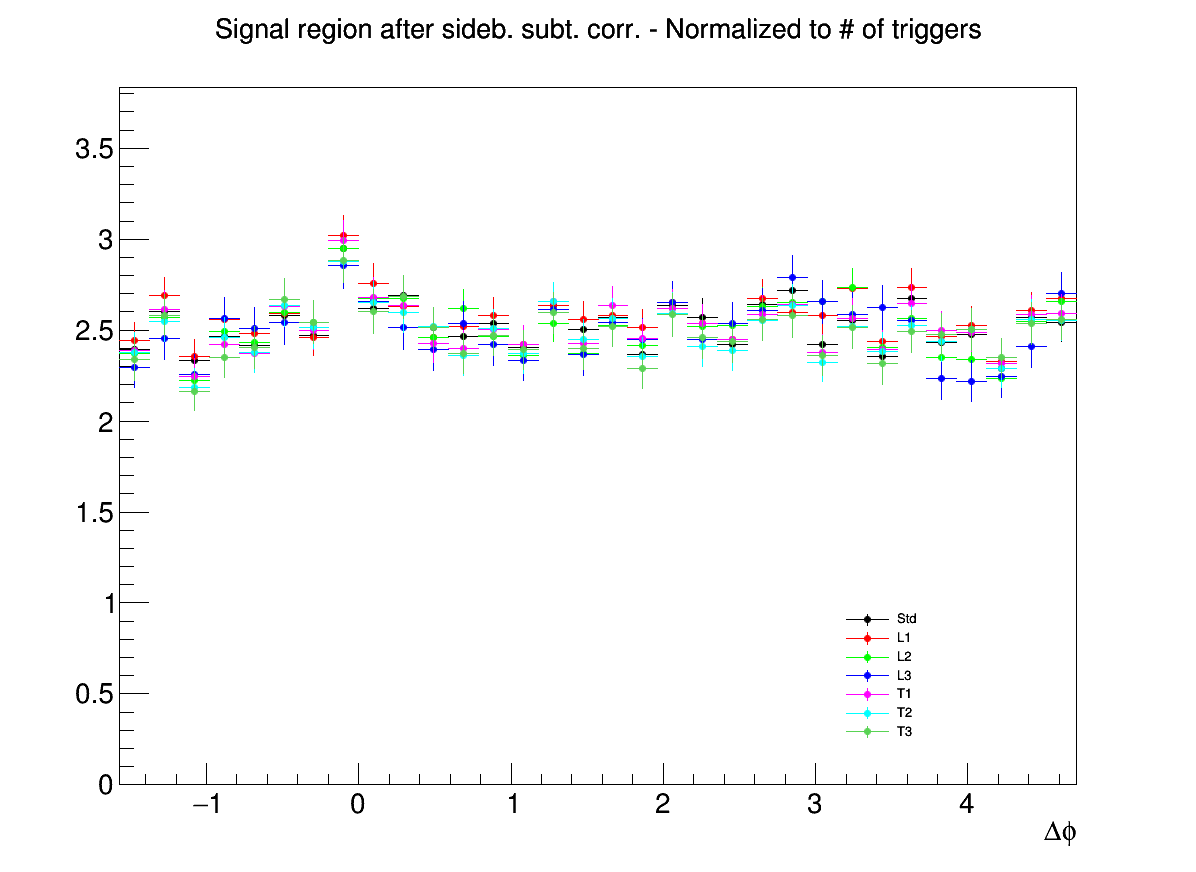 Signal region after sideb. subt. corr. - Normalized to # of triggers
3.5
3
2.5
2
1.5
1
0.5
0
−1 0 1 2 3 4
Δϕ
Std
L1
L2
L3
T1
T2
T3